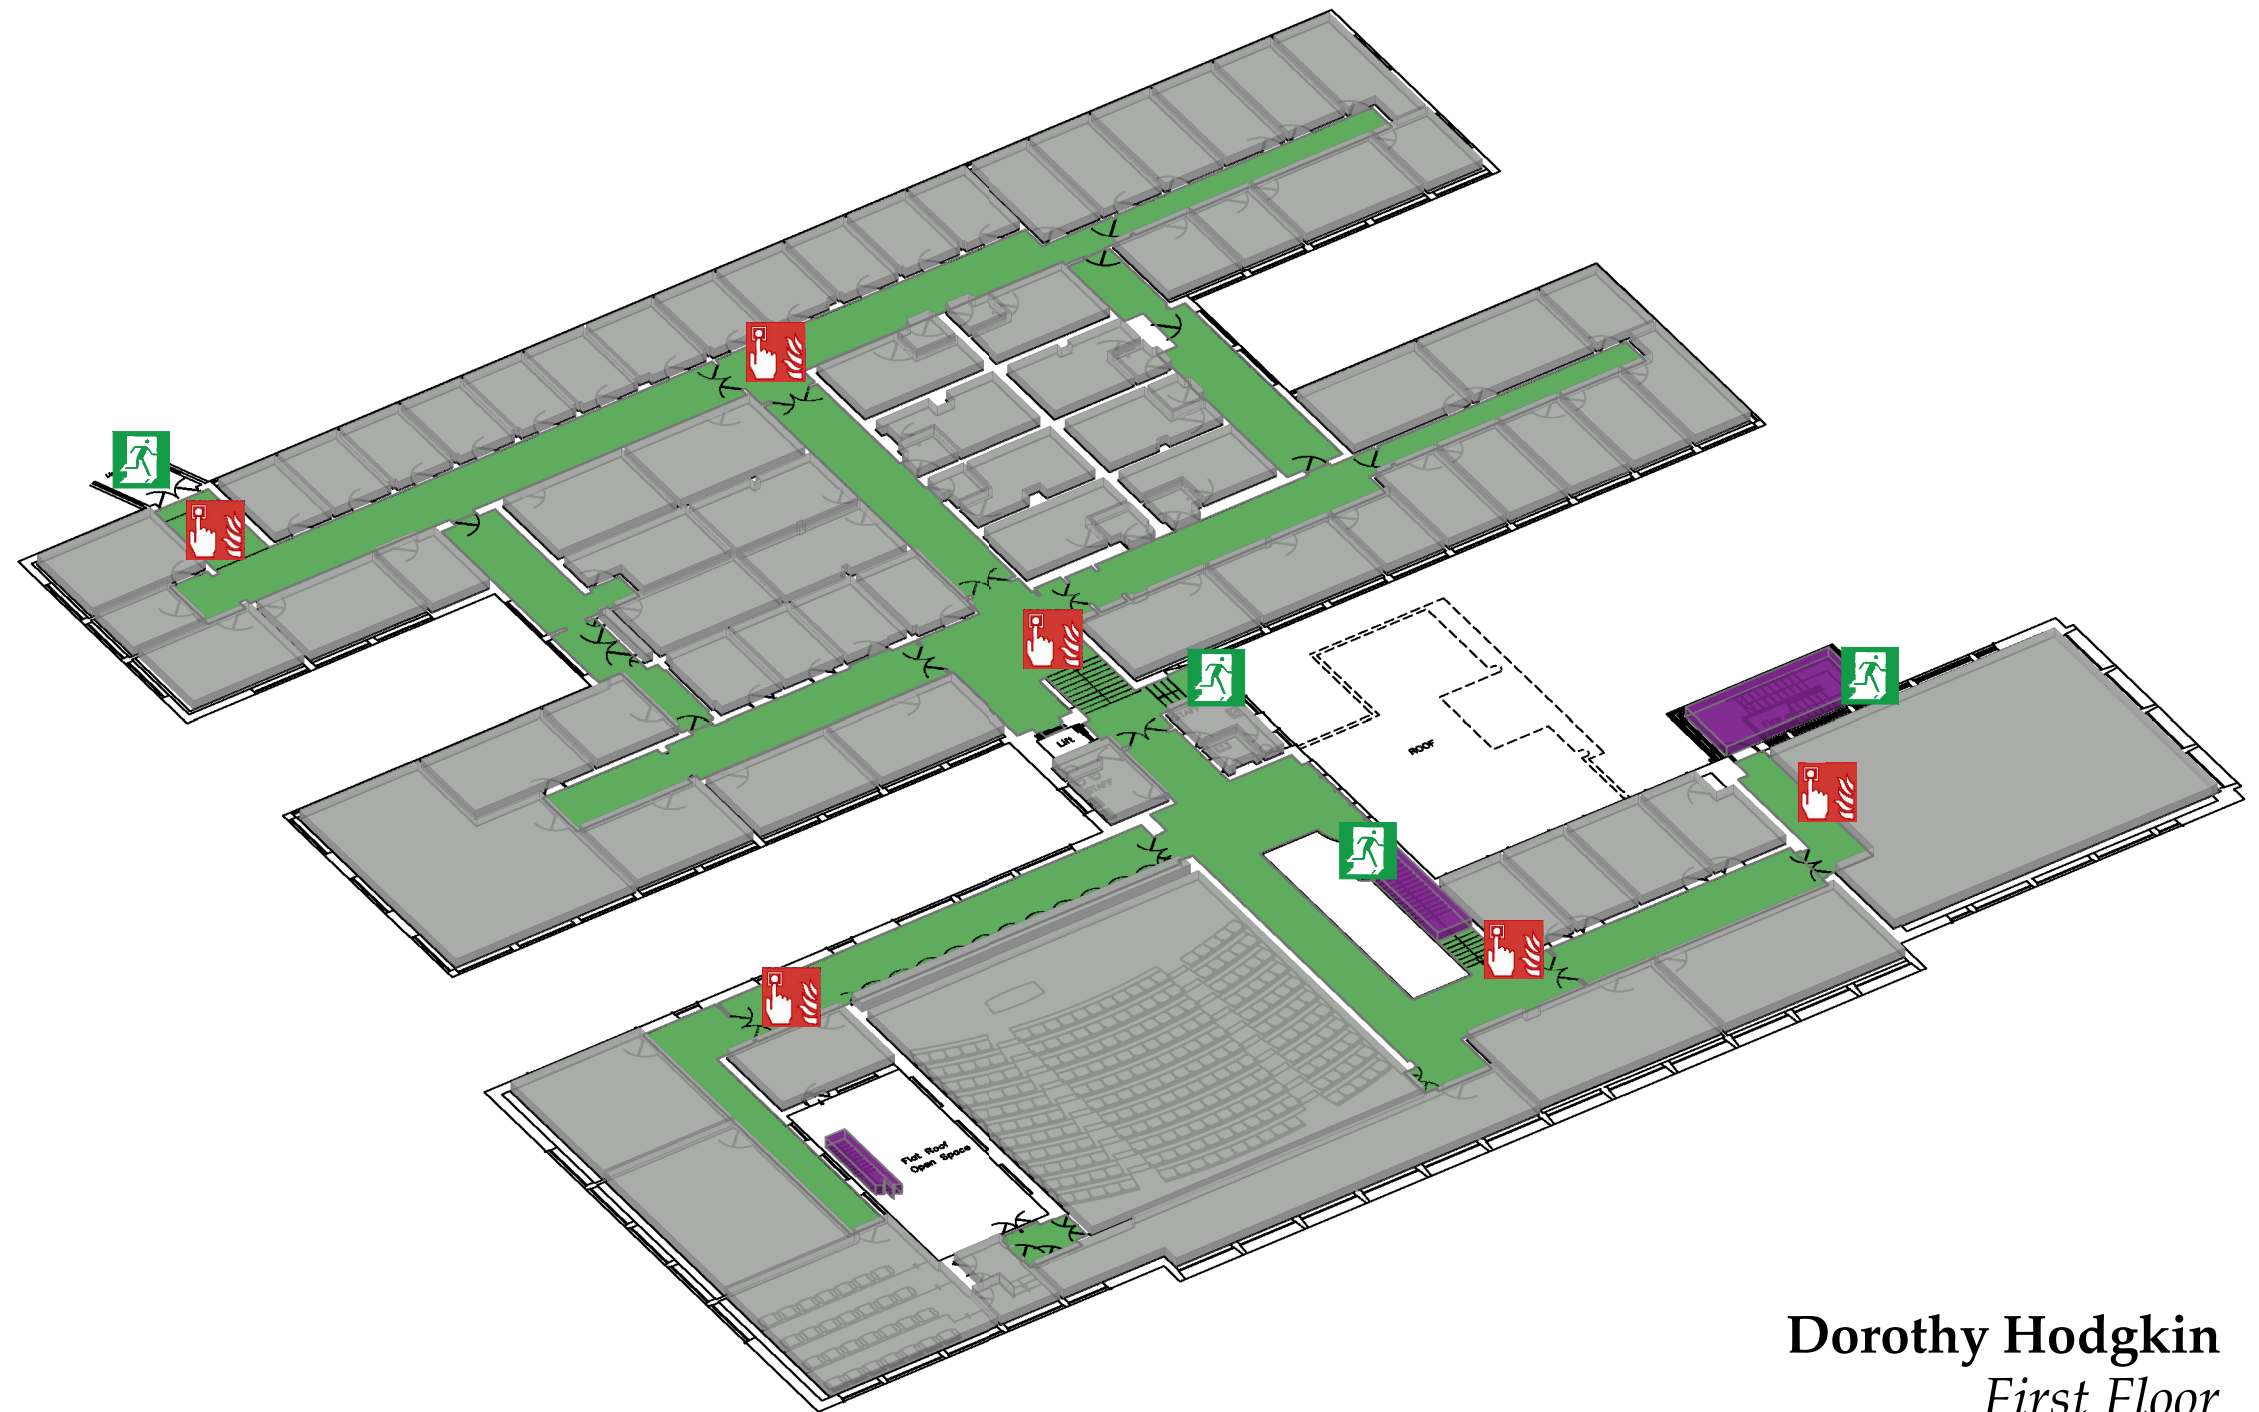 Lift
ROOF
Flat Roof
Open Space
Dorothy Hodgkin
First Floor